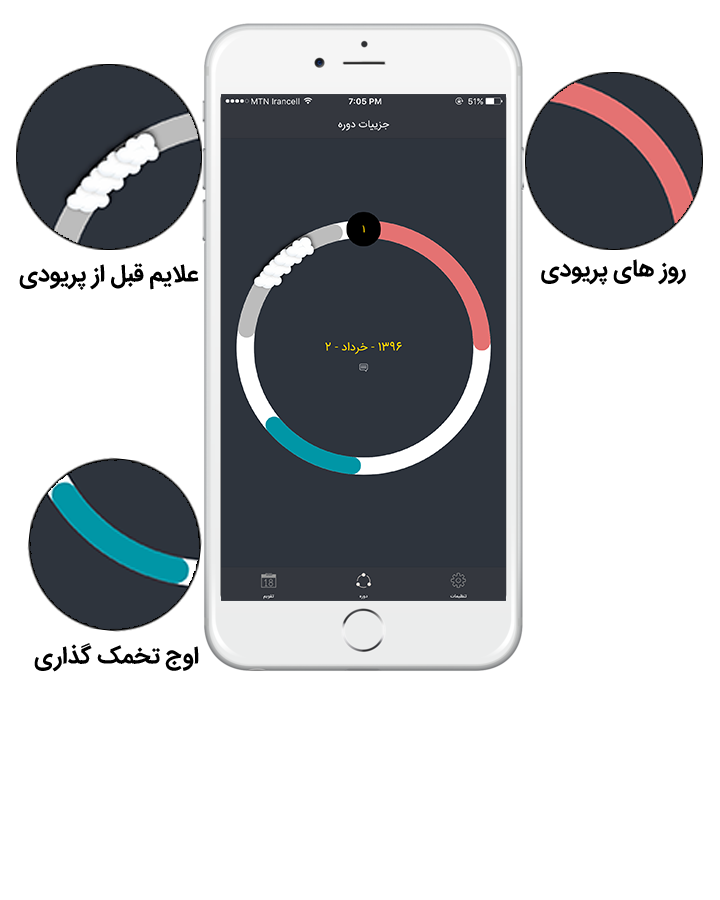 MTN Irancell 7:05 PM 51%
جزییات دوره
۱
علایم قبل از پریودی
روز های پریودی
۱۳۹۶ - خرداد - ۲
18
تقویم
دوره
تنظیمات
اوج تخمک گذاری